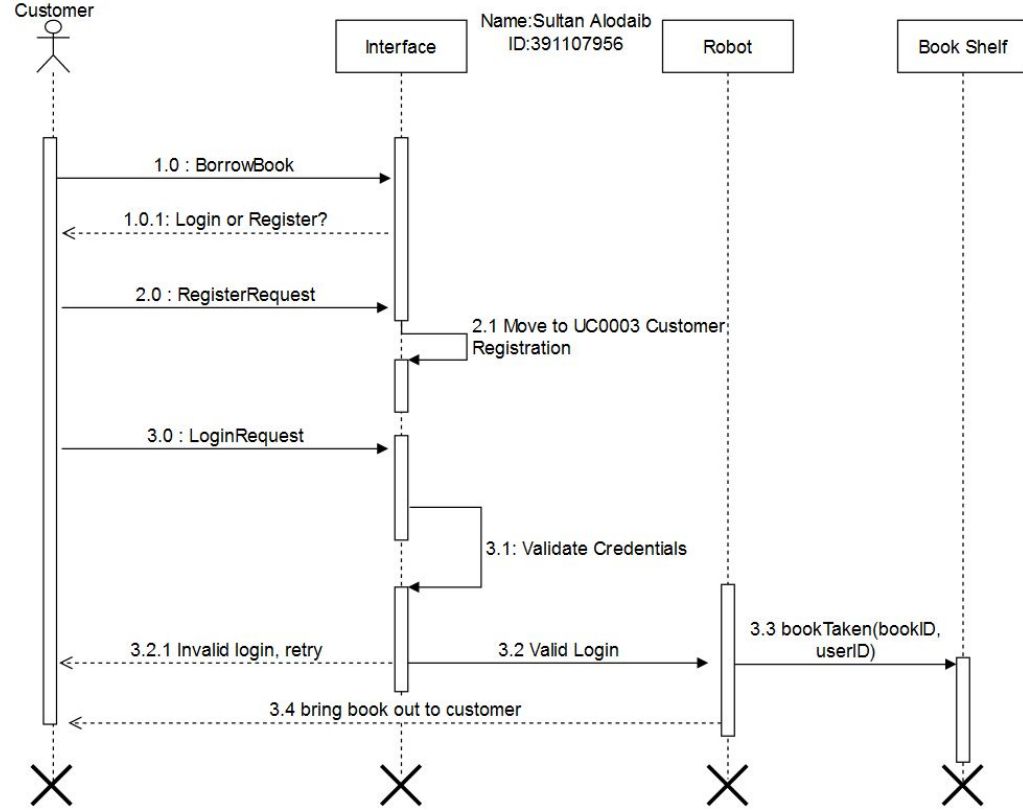 Customer
Name:Sultan Alodaib
ID:391107956
Interface
Robot
Book Shelf
1.0 : BorrowBook
1.0.1: Login or Register?
2.0 : RegisterRequest
2.1 Move to UC0003 Customer
Registration
3.0 : LoginRequest
3.1: Validate Credentials
3.2.1 Invalid login, retry
3.2 Valid Login
3.3 bookTaken(bookID,
userID)
3.4 bring book out to customer